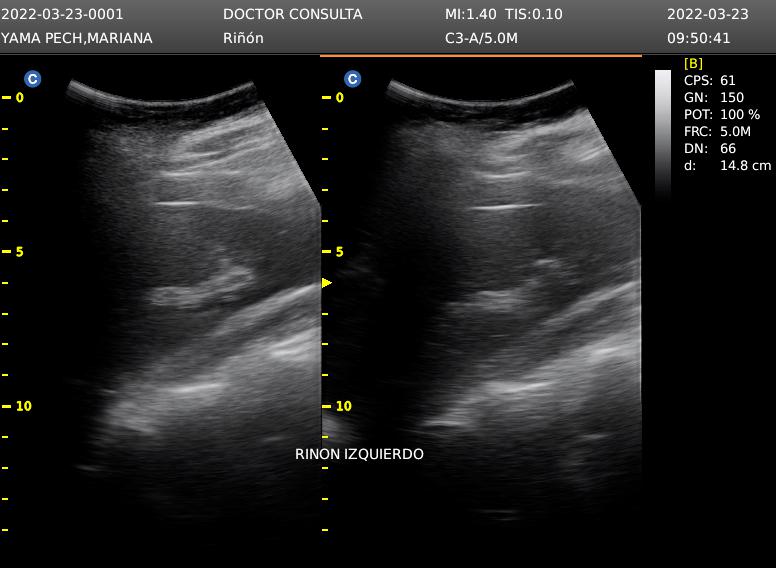 2022-03-23-0001 DOCTOR CONSULTA MI:1.40 TIS:0.10 2022-03-23
YAMA PECH,MARIANA Riñón C3-A/5.0M 09:50:41
C C [B]
0 0 CPS: 61
GN: 150
POT: 100 %
FRC: 5.0M
DN: 66
d: 14.8 cm
5 5
10 10
RINON IZQUIERDO